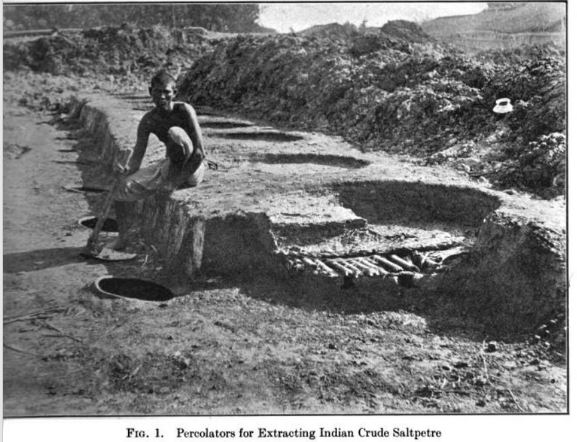 Fig. 1. Percolators for Extracting Indian Crude Saltpetre